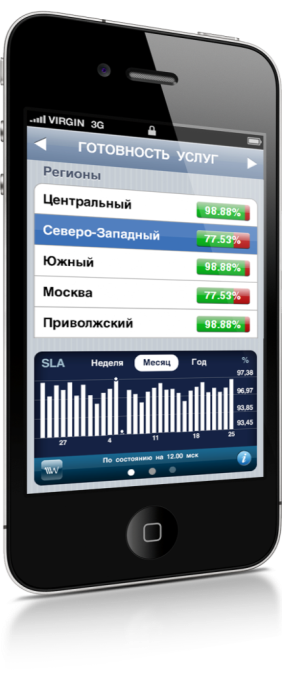 VIRGIN 3G
ГОТОВНОСТЬ УСЛУГ
Регионы
Центральный 98.88%
Северо-Западный 77.53%
Южный 98.88%
Москва 77.53%
Приволжский 98.88%
SLA Неделя Месяц Год %
97,38
96,97
93,85
93,45
27 4 11 18 25
По состоянию на 12.00 мск
i